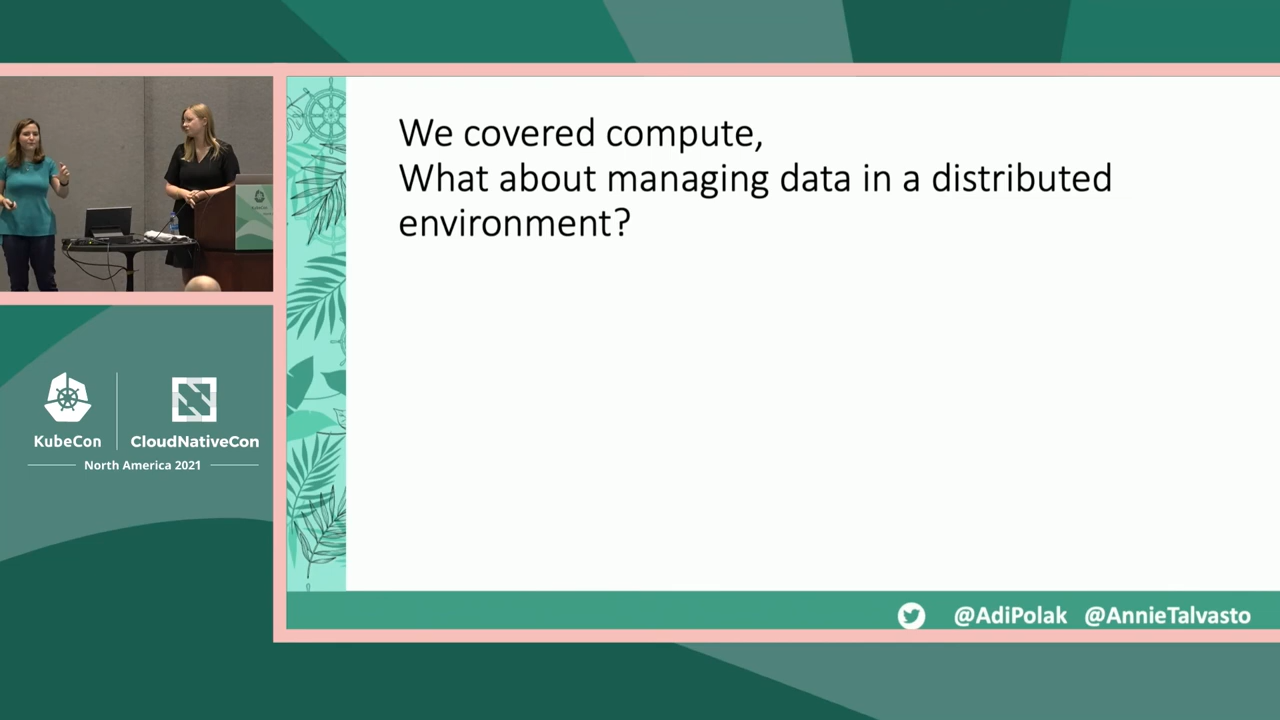 We covered compute,
What about managing data in a distributed
environment?
KubeCon
CloudNativeCon
North America 2021
@AdiPolak @AnnieTalvasto